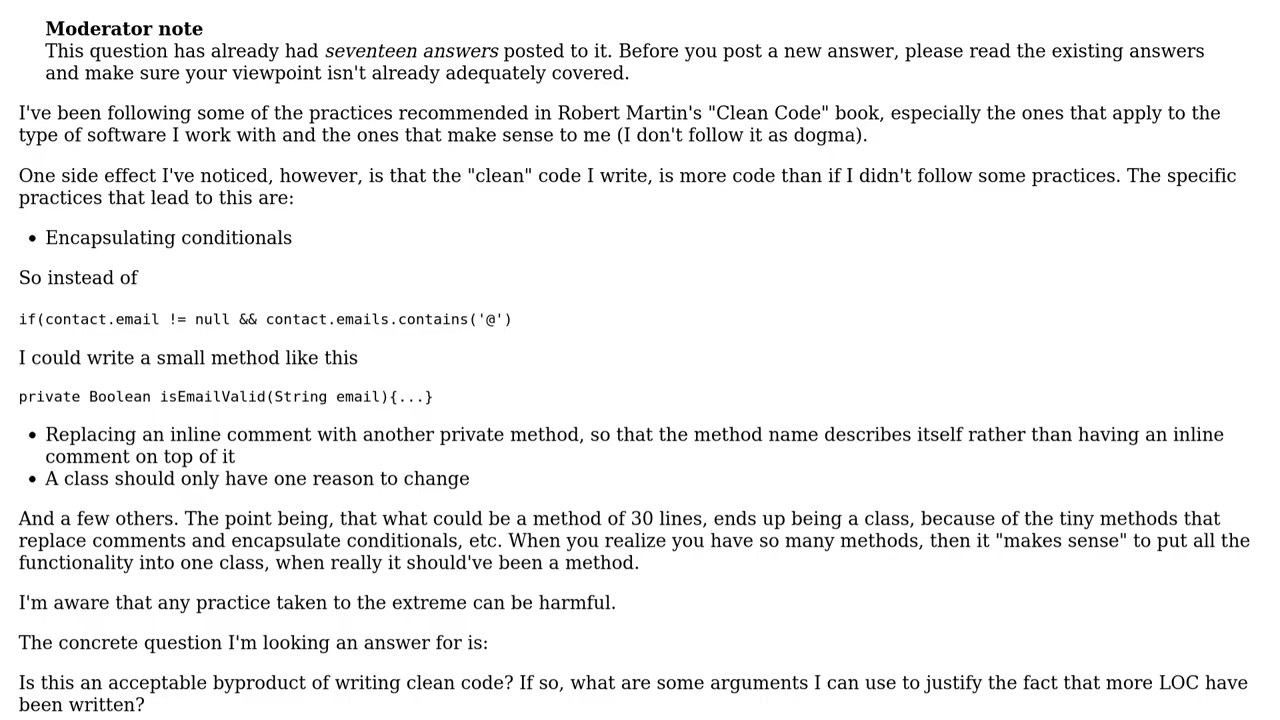 Moderator note
This question has already had seventeen answers posted to it. Before you post a new answer, please read the existing answers
and make sure your viewpoint isn't already adequately covered.
I've been following some of the practices recommended in Robert Martin's "Clean Code" book, especially the ones that apply to the
type of software I work with and the ones that make sense to me (I don't follow it as dogma).
One side effect I've noticed, however, is that the "clean" code I write, is more code than if I didn't follow some practices. The specific
practices that lead to this are:
• Encapsulating conditionals
So instead of
if(contact.email != null && contact.emails.contains('@')
I could write a small method like this
private Boolean isEmailValid(String email){...}
• Replacing an inline comment with another private method, so that the method name describes itself rather than having an inline
comment on top of it
• A class should only have one reason to change
And a few others. The point being, that what could be a method of 30 lines, ends up being a class, because of the tiny methods that
replace comments and encapsulate conditionals, etc. When you realize you have so many methods, then it "makes sense" to put all the
functionality into one class, when really it should've been a method.
I'm aware that any practice taken to the extreme can be harmful.
The concrete question I'm looking an answer for is:
Is this an acceptable byproduct of writing clean code? If so, what are some arguments I can use to justify the fact that more LOC have
been written?